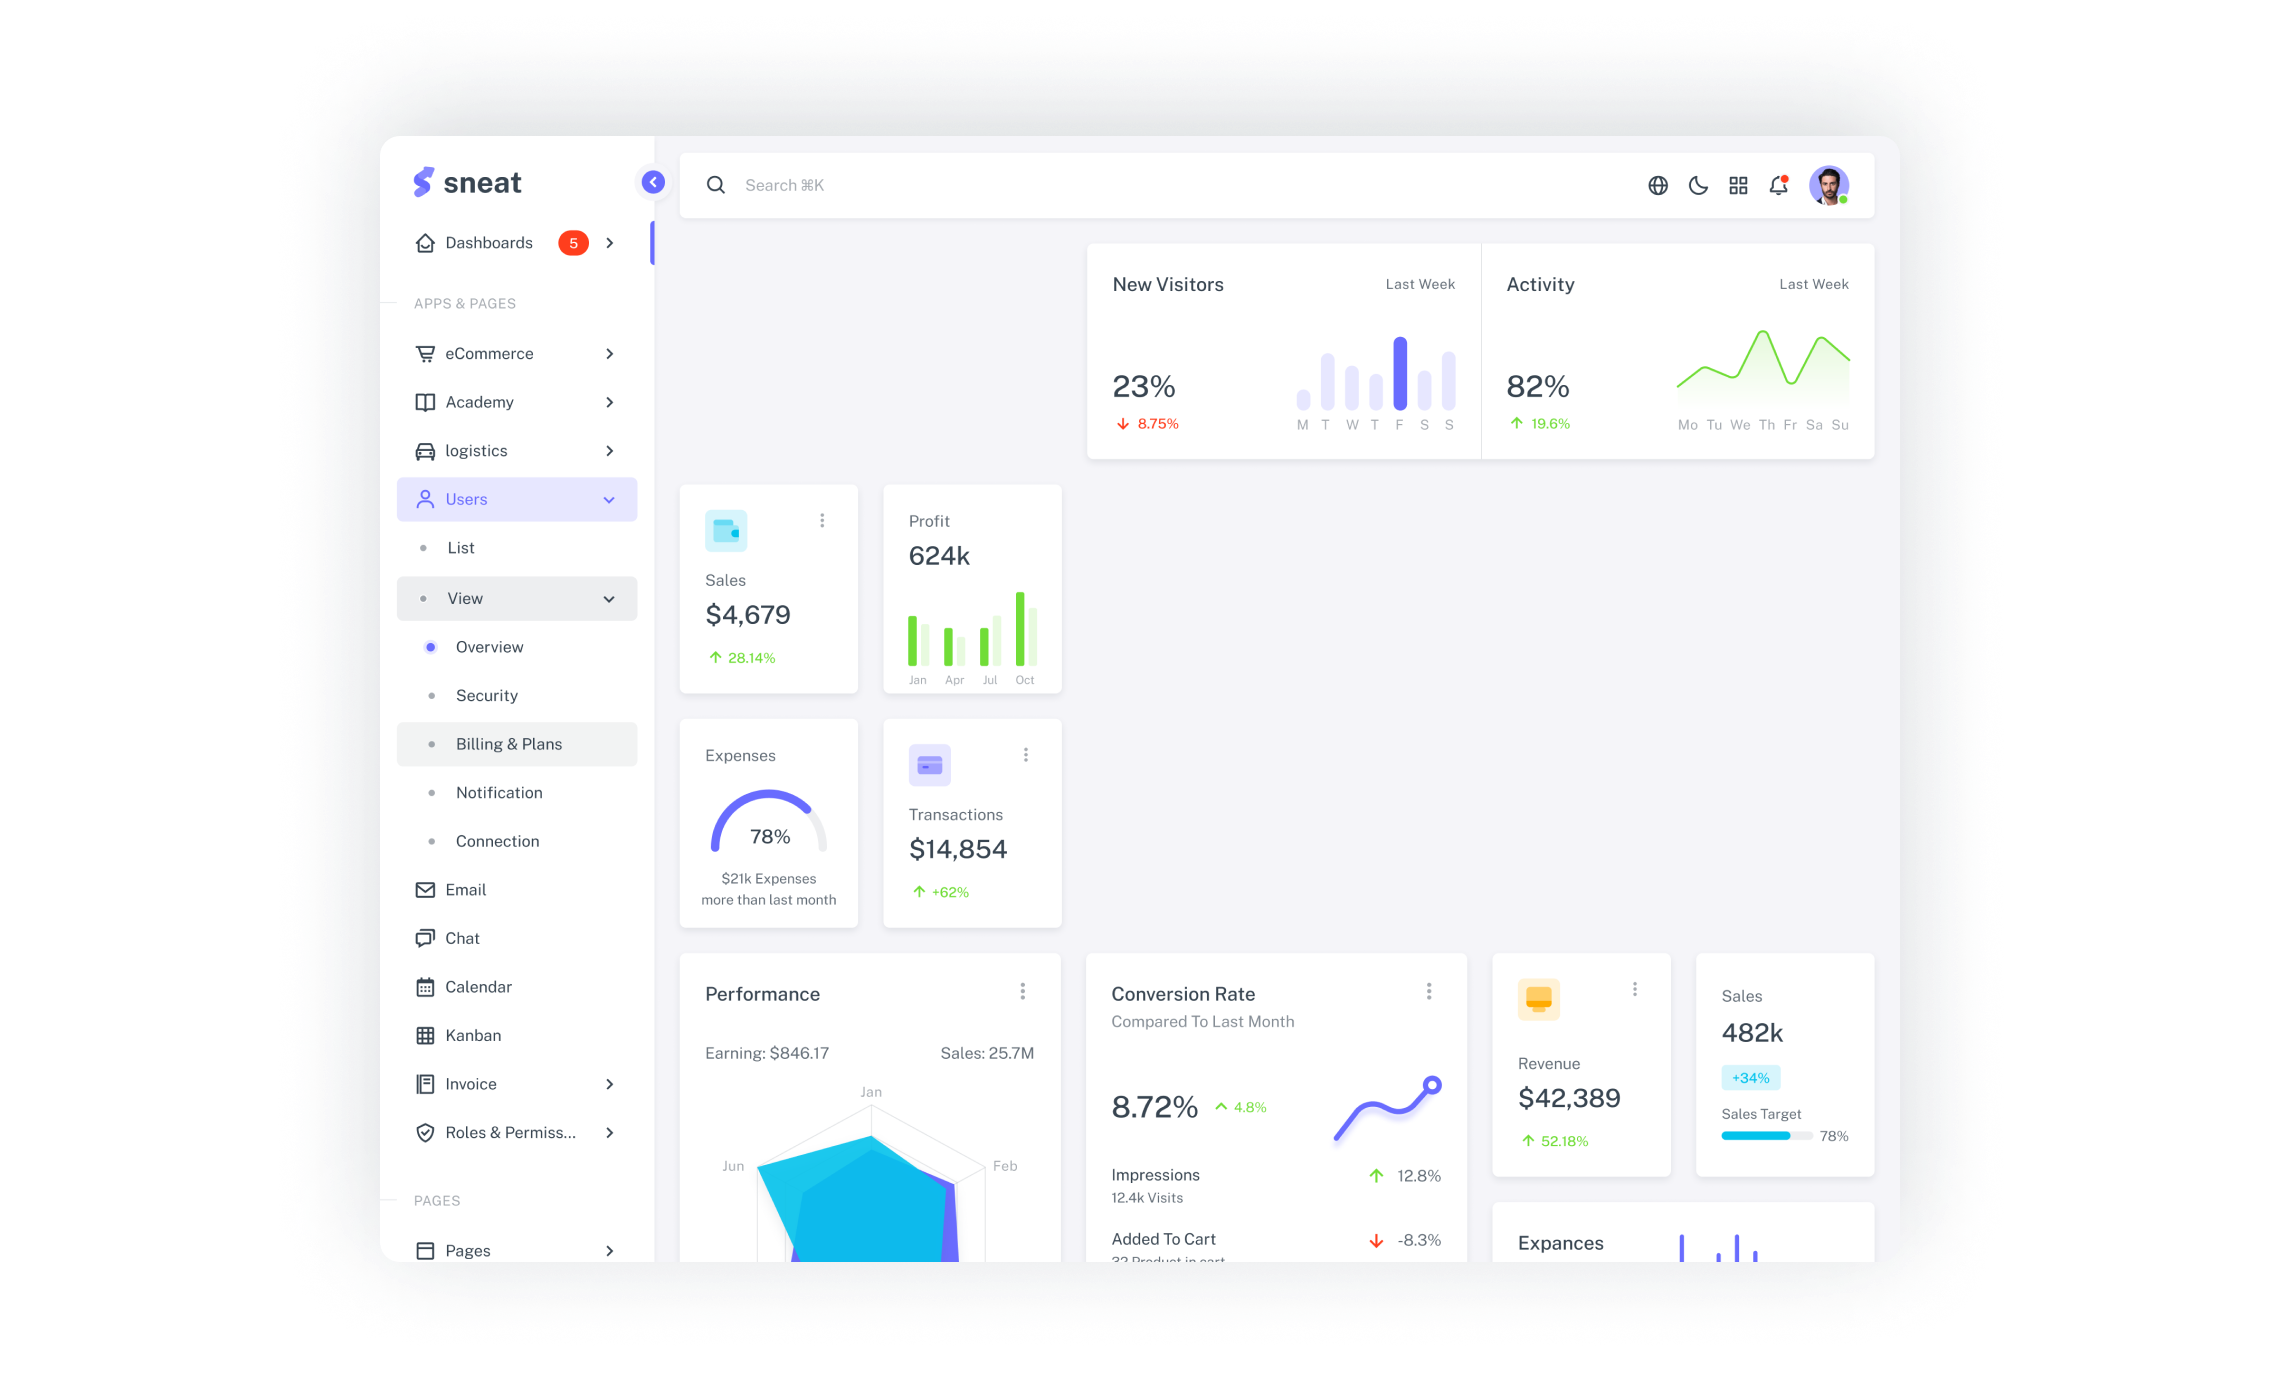 sneat
Dashboards 5
APPS & PAGES
eCommerce
Academy
logistics
Users
List
View
Overview
Security
Billing & Plans
Notification
Connection
Email
Chat
Calendar
Kanban
Invoice
Roles & Permiss...
PAGES
Pages
Search ⌘K
New Visitors Last Week
23%
8.75%
M T W T F S S
Activity Last Week
82%
19.6%
Mo Tu We Th Fr Sa Su
Sales
$4,679
28.14%
Profit
624k
Jan Apr Jul Oct
Expenses
78%
$21k Expenses
more than last month
Transactions
$14,854
+62%
Performance
Earning: $846.17 Sales: 25.7M
Jan
Jun Feb
Conversion Rate
Compared To Last Month
8.72% 4.8%
Impressions 12.8%
12.4k Visits
Added To Cart -8.3%
32 Product in cart
Revenue
$42,389
52.18%
Sales
482k
+34%
Sales Target
78%
Expances